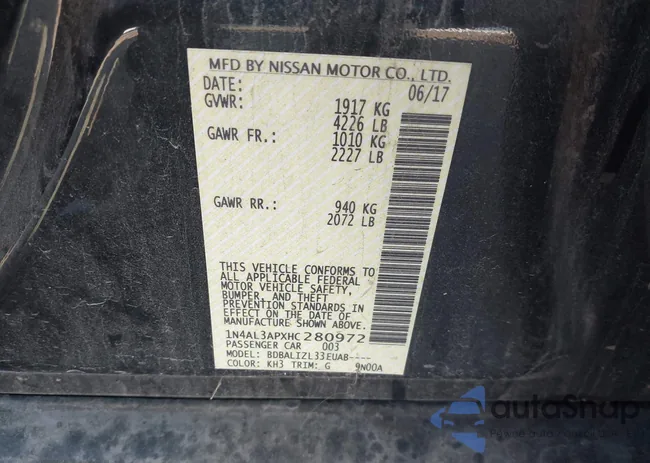 MFD BY NISSAN MOTOR CO., LTD.
DATE: 06/17
GVWR: 1917 KG
4226 LB
GAWR FR.: 1010 KG
2227 LB
GAWR RR.: 940 KG
2072 LB
THIS VEHICLE CONFORMS TO
ALL APPLICABLE FEDERAL
MOTOR VEHICLE SAFETY,
BUMPER, AND THEFT
PREVENTION STANDARDS IN
EFFECT ON THE DATE OF
MANUFACTURE SHOWN ABOVE.
1N4AL3APXHC280972
PASSENGER CAR 003
MODEL: BDBALIZL33EUAB----
COLOR: KH3 TRIM: G 9N00A
autoSnap